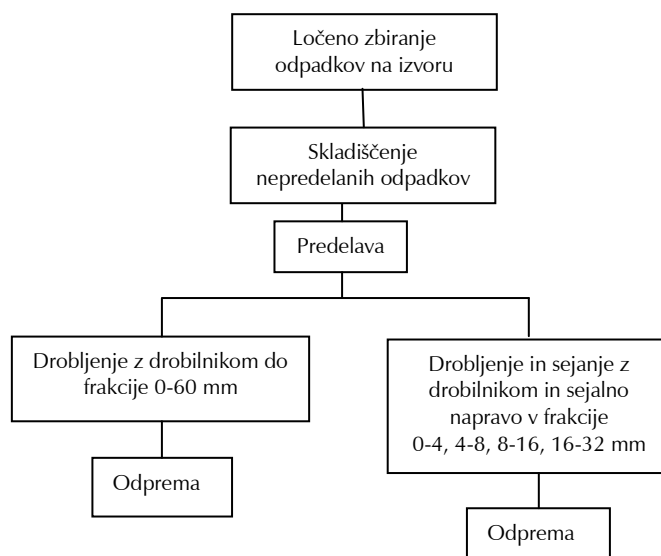 Ločeno zbiranje
odpadkov na izvoru
Skladiščenje
nepredelanih odpadkov
Predelava
Drobljenje z drobilnikom do
frakcije 0-60 mm
Odprema
Drobljenje in sejanje z
drobilnikom in sejalno
napravo v frakcije
0-4, 4-8, 8-16, 16-32 mm
Odprema